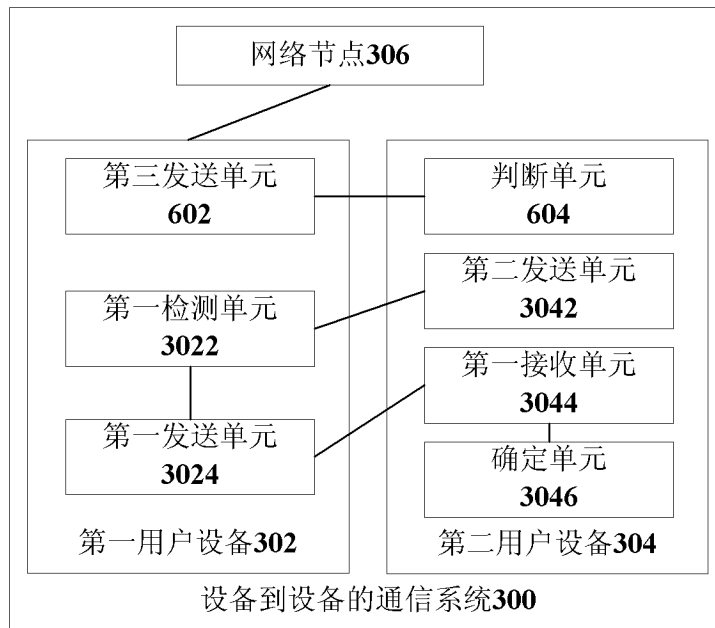 网络节点306
第三发送单元
602
判断单元
604
第一检测单元
3022
第二发送单元
3042
第一发送单元
3024
第一接收单元
3044
确定单元
3046
第一用户设备302
第二用户设备304
设备到设备的通信系统300